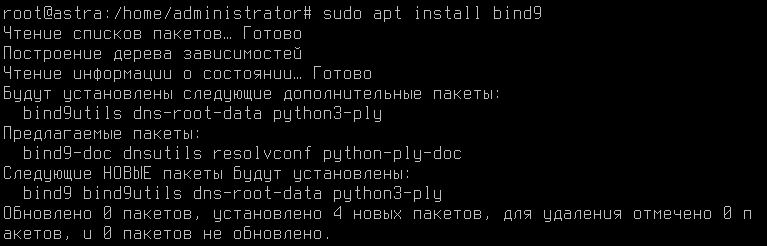 root@astra:/home/administrator# sudo apt install bind9
Чтение списков пакетов… Готово
Построение дерева зависимостей
Чтение информации о состоянии… Готово
Будут установлены следующие дополнительные пакеты:
  bind9utils dns-root-data python3-ply
Предлагаемые пакеты:
  bind9-doc dnsutils resolvconf python-ply-doc
Следующие НОВЫЕ пакеты будут установлены:
  bind9 bind9utils dns-root-data python3-ply
Обновлено 0 пакетов, установлено 4 новых пакетов, для удаления отмечено 0 п
акетов, и 0 пакетов не обновлено.